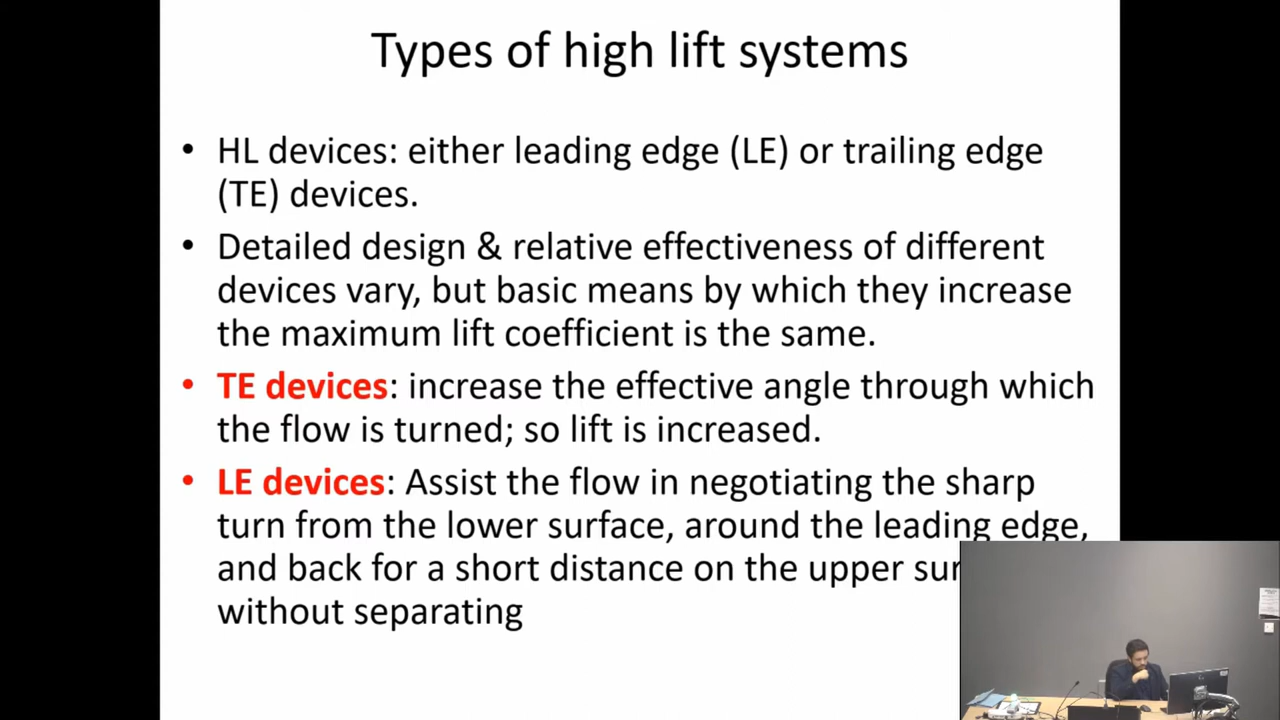 Types of high lift systems
• HL devices: either leading edge (LE) or trailing edge
(TE) devices.
• Detailed design & relative effectiveness of different
devices vary, but basic means by which they increase
the maximum lift coefficient is the same.
• TE devices: increase the effective angle through which
the flow is turned; so lift is increased.
• LE devices: Assist the flow in negotiating the sharp
turn from the lower surface, around the leading edge,
and back for a short distance on the upper
without separating